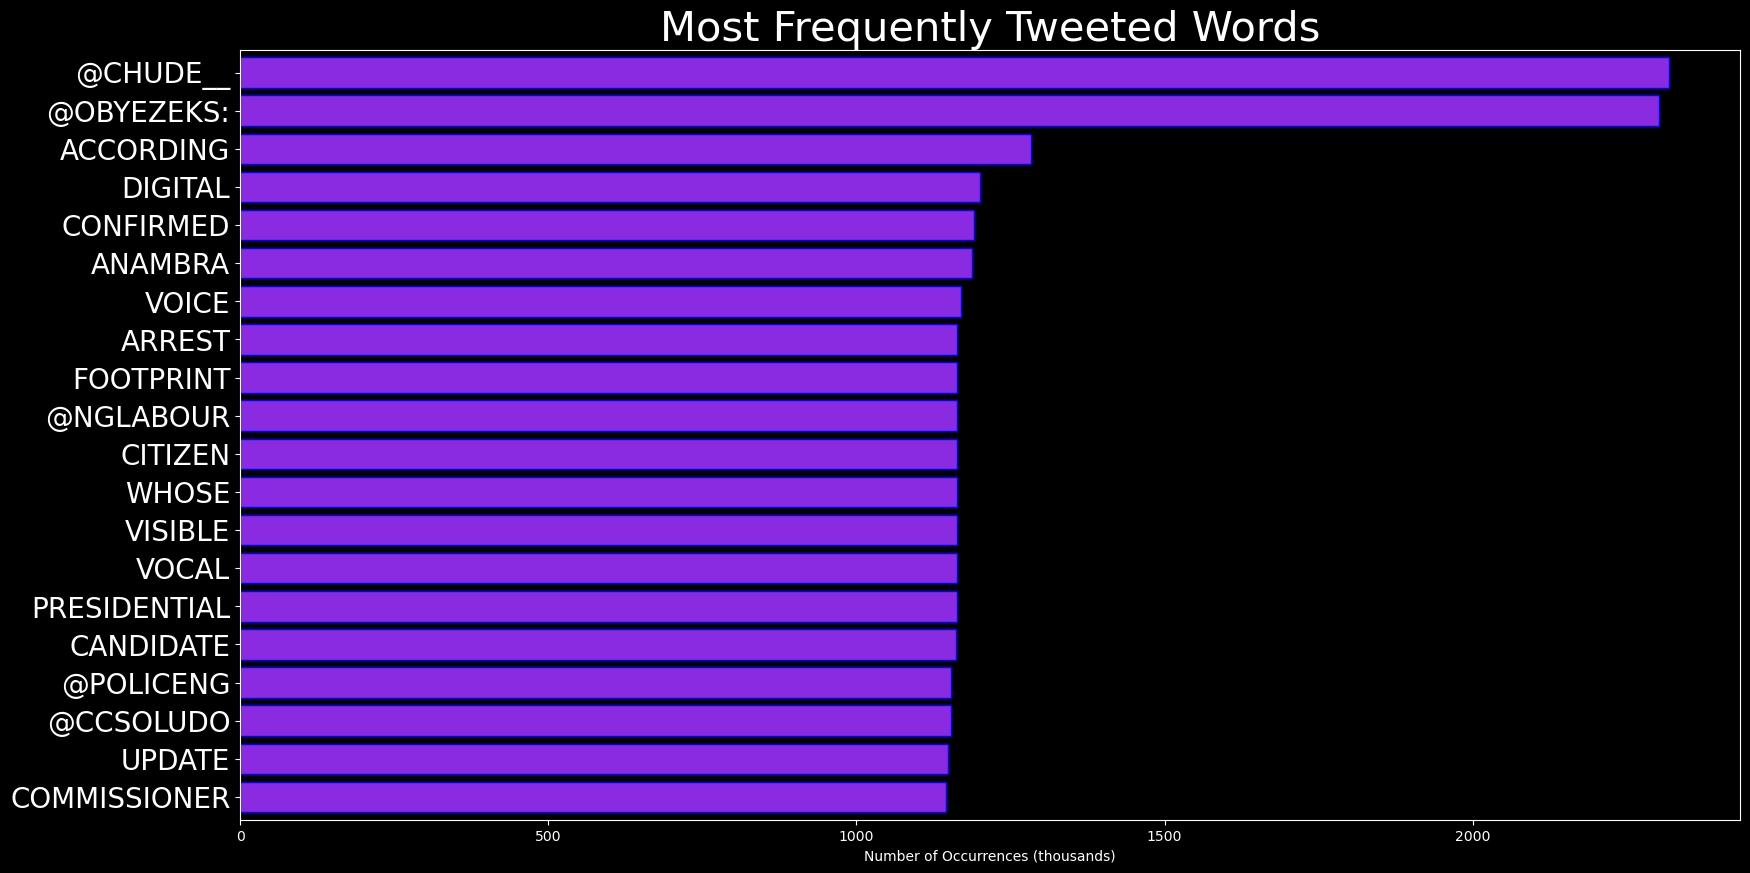 Most Frequently Tweeted Words
@CHUDE__
@OBYEZEKS:
ACCORDING
DIGITAL
CONFIRMED
ANAMBRA
VOICE
ARREST
FOOTPRINT
@NGLABOUR
CITIZEN
WHOSE
VISIBLE
VOCAL
PRESIDENTIAL
CANDIDATE
@POLICENG
@CCSOLUDO
UPDATE
COMMISSIONER
0 500 1000 1500 2000
Number of Occurrences (thousands)